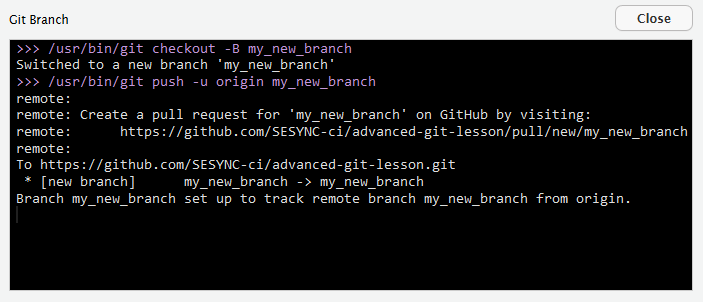 Git Branch
Close
>>> /usr/bin/git checkout -B my_new_branch
Switched to a new branch 'my_new_branch'
>>> /usr/bin/git push -u origin my_new_branch
remote:
remote: Create a pull request for 'my_new_branch' on GitHub by visiting:
remote:      https://github.com/SESYNC-ci/advanced-git-lesson/pull/new/my_new_branch
remote:
To https://github.com/SESYNC-ci/advanced-git-lesson.git
 * [new branch]      my_new_branch -> my_new_branch
Branch my_new_branch set up to track remote branch my_new_branch from origin.